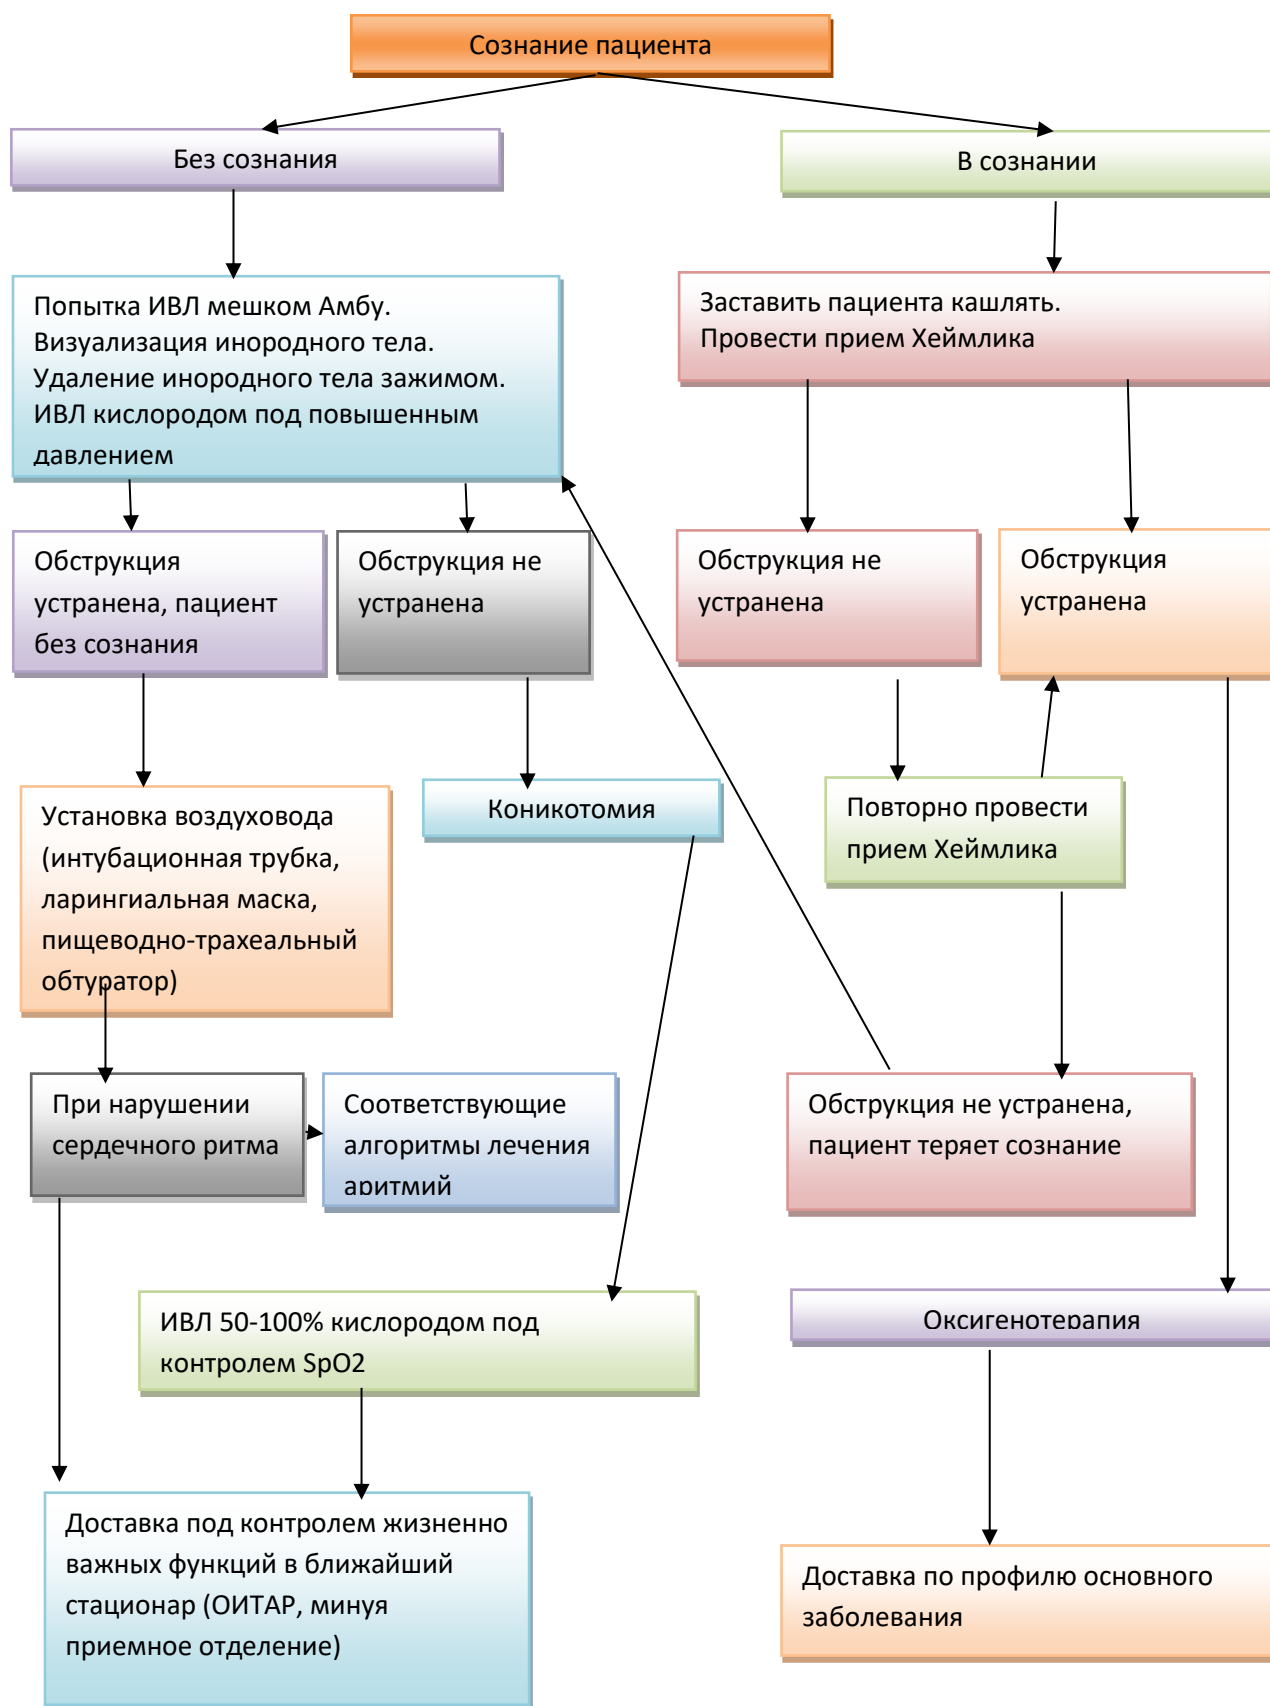 Сознание пациента
Без сознания
В сознании
Попытка ИВЛ мешком Амбу.
Визуализация инородного тела.
Удаление инородного тела зажимом.
ИВЛ кислородом под повышенным
давлением
Заставить пациента кашлять.
Провести прием Хеймлика
Обструкция
устранена, пациент
без сознания
Обструкция не
устранена
Обструкция не
устранена
Обструкция
устранена
Установка воздуховода
(интубационная трубка,
ларингиальная маска,
пищеводно-трахеальный
обтуратор)
Коникотомия
Повторно провести
прием Хеймлика
При нарушении
сердечного ритма
Соответствующие
алгоритмы лечения
аритмий
Обструкция не устранена,
пациент теряет сознание
ИВЛ 50-100% кислородом под
контролем SpO2
Оксигенотерапия
Доставка под контролем жизненно
важных функций в ближайший
стационар (ОИТАР, минуя
приемное отделение)
Доставка по профилю основного
заболевания